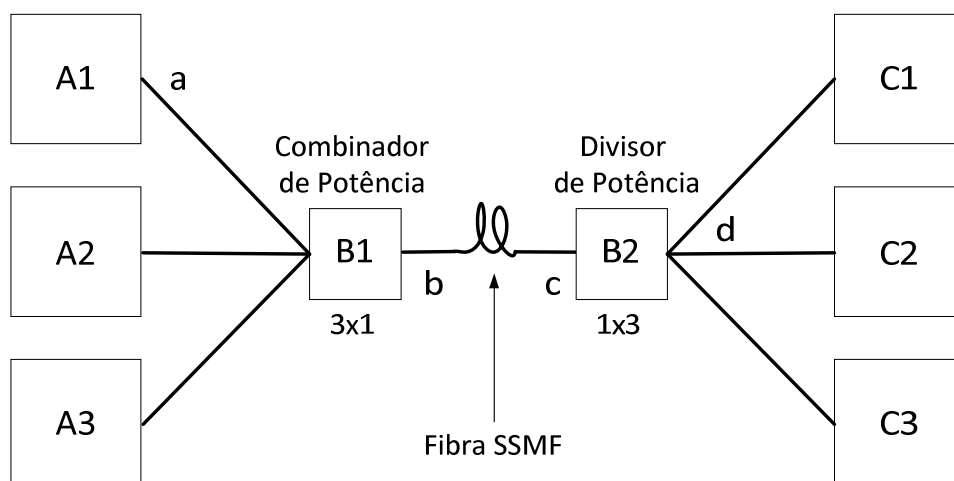 A1
a
A2
A3
Combinador
de Potência
B1
3x1
b
Fibra SSMF
c
Divisor
de Potência
B2
1x3
d
C1
C2
C3